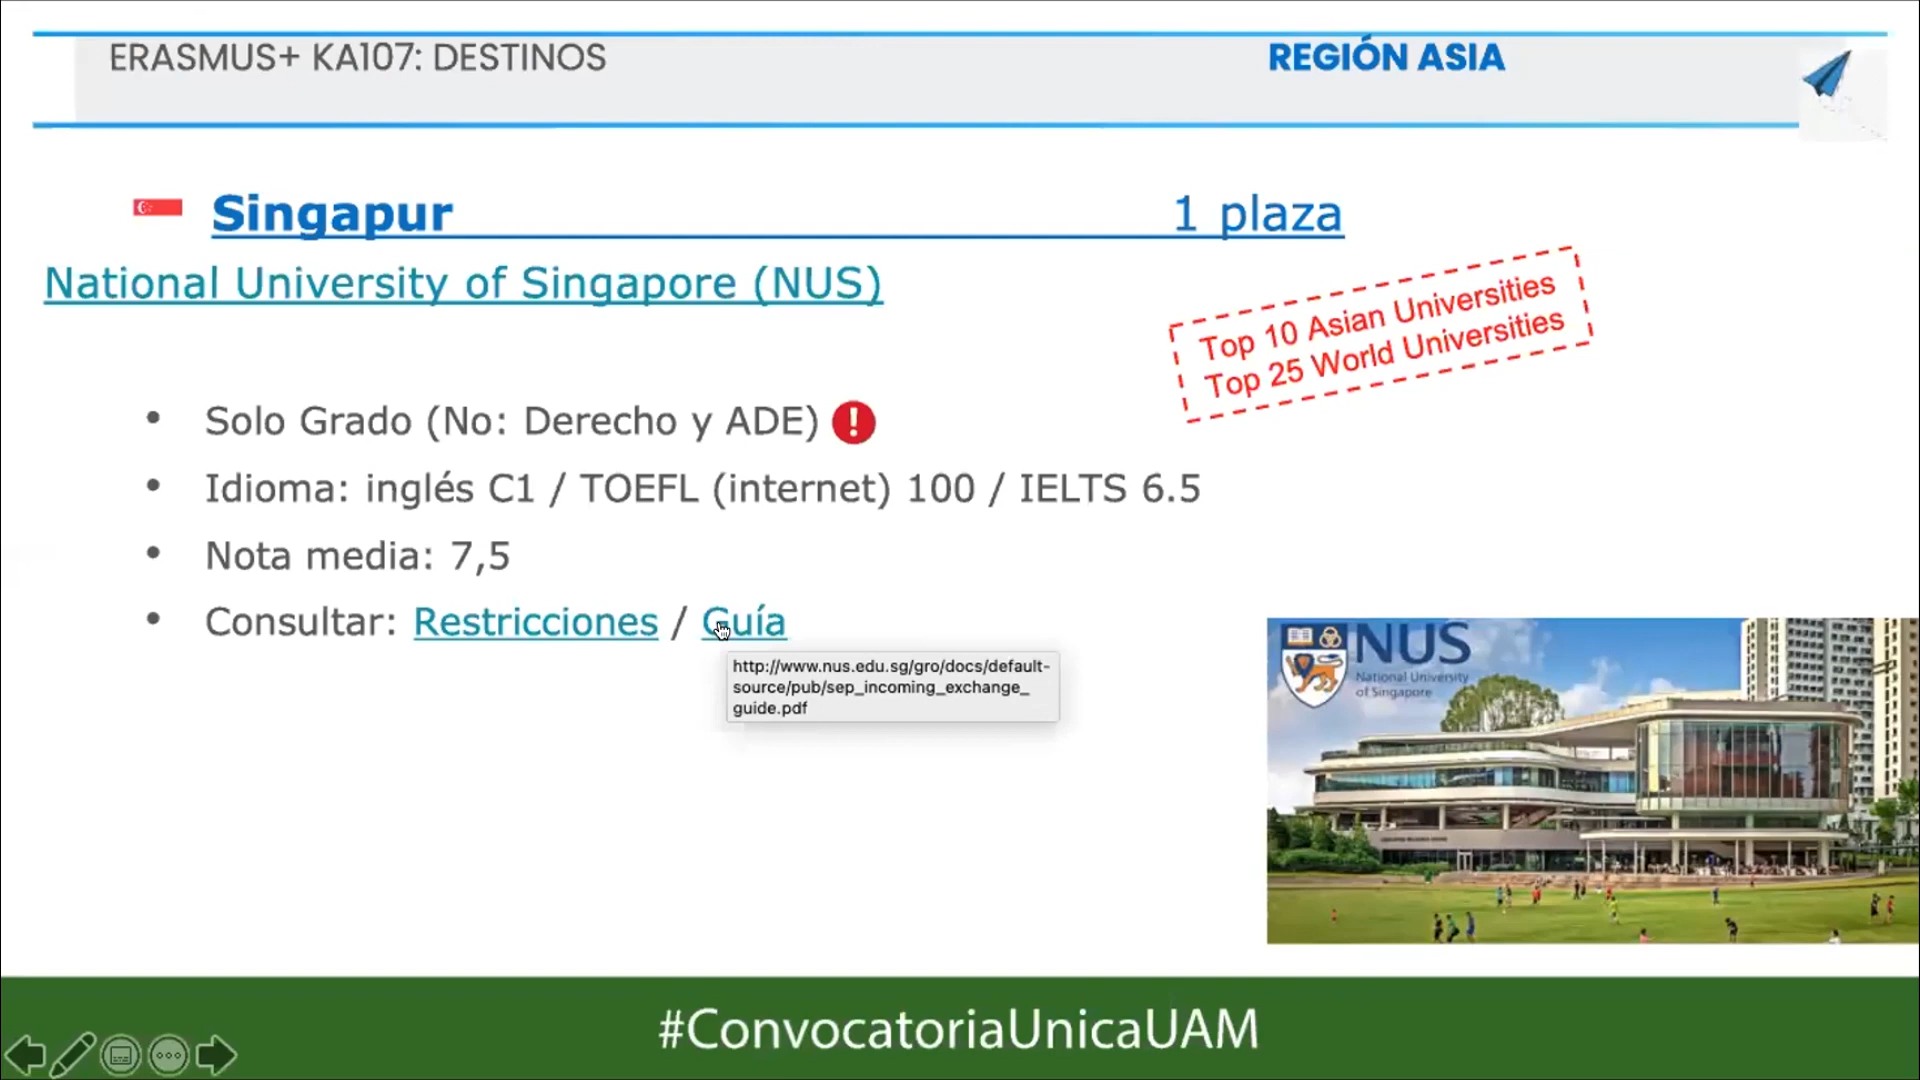 ERASMUS+ KA107: DESTINOS
REGIÓN ASIA
Singapur 1 plaza
National University of Singapore (NUS)
Top 10 Asian Universities
Top 25 World Universities
• Solo Grado (No: Derecho y ADE)
• Idioma: inglés C1 / TOEFL (internet) 100 / IELTS 6.5
• Nota media: 7,5
• Consultar: Restricciones / Guía
http://www.nus.edu.sg/gro/docs/default-
source/pub/sep_incoming_exchange_
guide.pdf
NUS
National University
of Singapore
#ConvocatoriaUnicaUAM